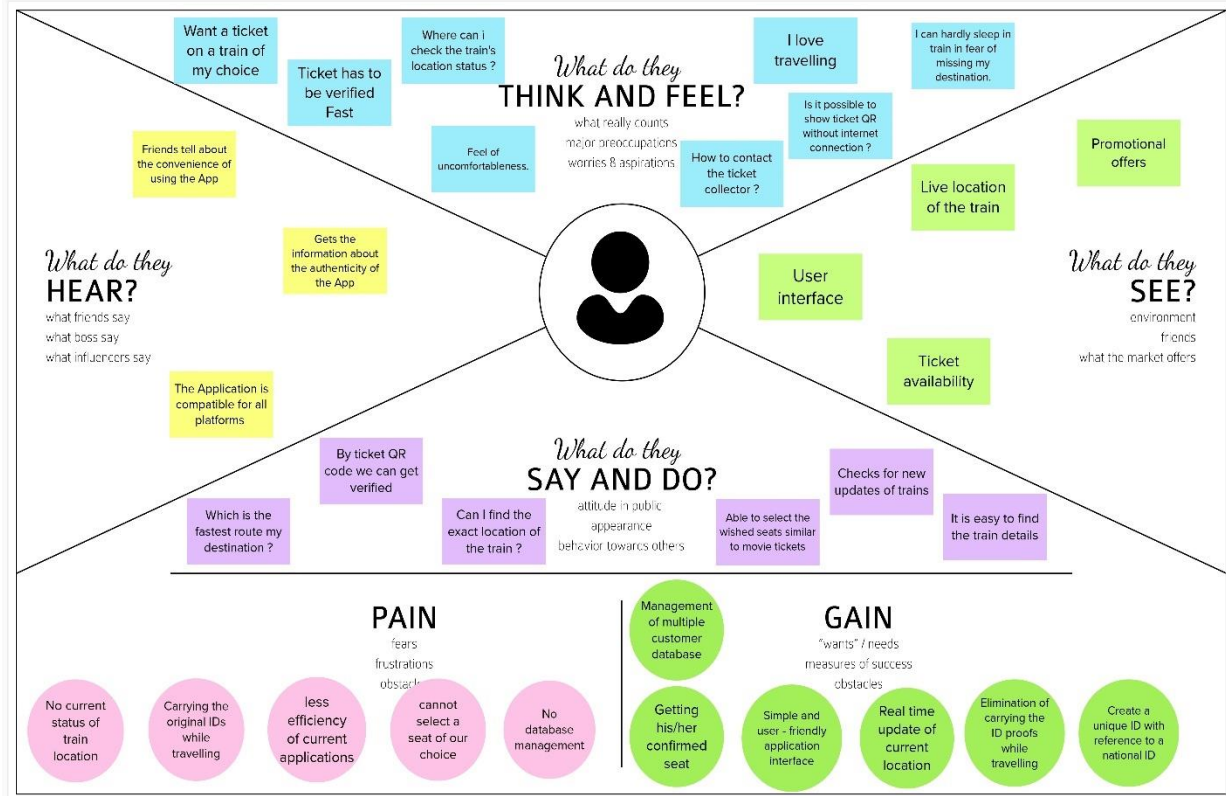 Want a ticket
on a train of
my choice
Ticket has to
be verified
Fast
Where can i
check the train's
location status ?
Feel of
uncomfortableness.
What do they
THINK AND FEEL?
what really counts
major preoccupations
worries & aspirations
I love
travelling
I can hardly sleep in
train in fear of
missing my
destination.
Is it possible to
show ticket QR
without internet
connection ?
How to contact
the ticket
collector ?
Friends tell about
the convenience of
using the App
Gets the
information about
the authenticity of
the App
What do they
HEAR?
what friends say
what boss say
what influencers say
The Application is
compatible for all
platforms
Promotional
offers
Live location
of the train
User
interface
Ticket
availability
What do they
SEE?
environment
friends
what the market offers
What do they
SAY AND DO?
attitude in public
appearance
behavior towards others
Which is the
fastest route my
destination ?
By ticket QR
code we can get
verified
Can I find the
exact location of
the train ?
Able to select the
wished seats similar
to movie tickets
Checks for new
updates of trains
It is easy to find
the train details
PAIN
fears
frustrations
obstac
No current
status of
train
location
Carrying the
original IDs
while
travelling
less
efficiency
of current
applications
cannot
select a
seat of our
choice
No
database
management
GAIN
"wants" / needs
measures of success
obstacles
Management
of multiple
customer
database
Getting
his/her
confirmed
seat
Simple and
user - friendly
application
interface
Real time
update of
current
location
Elimination of
carrying the
ID proofs
while
travelling
Create a
unique ID with
reference to a
national ID